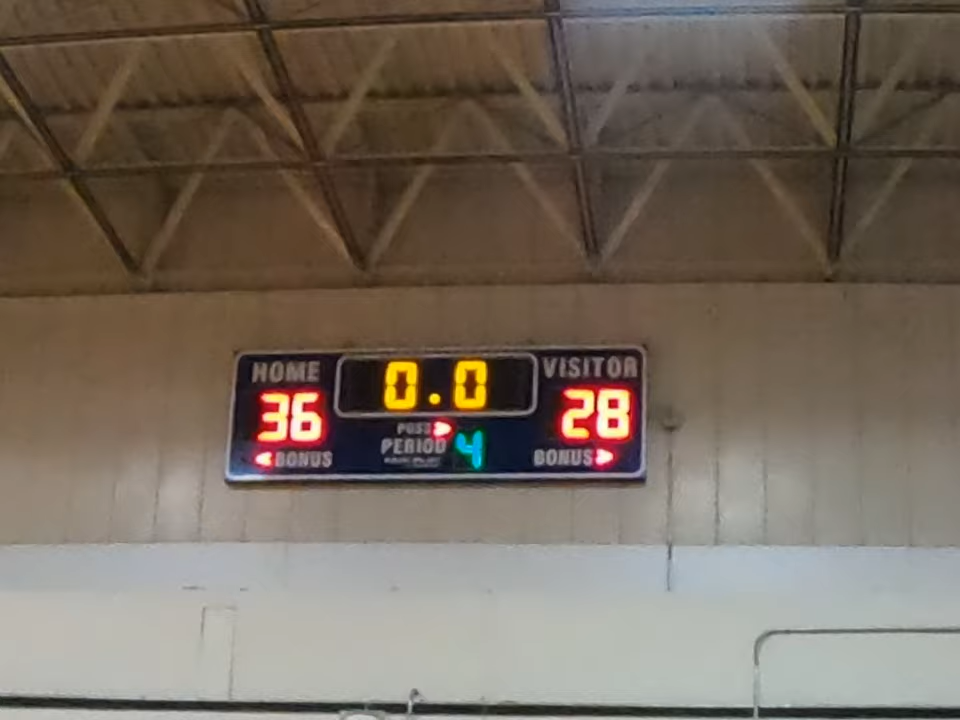 HOME 0.0 VISITOR
36 28
POSS
PERIOD 4
BONUS BONUS